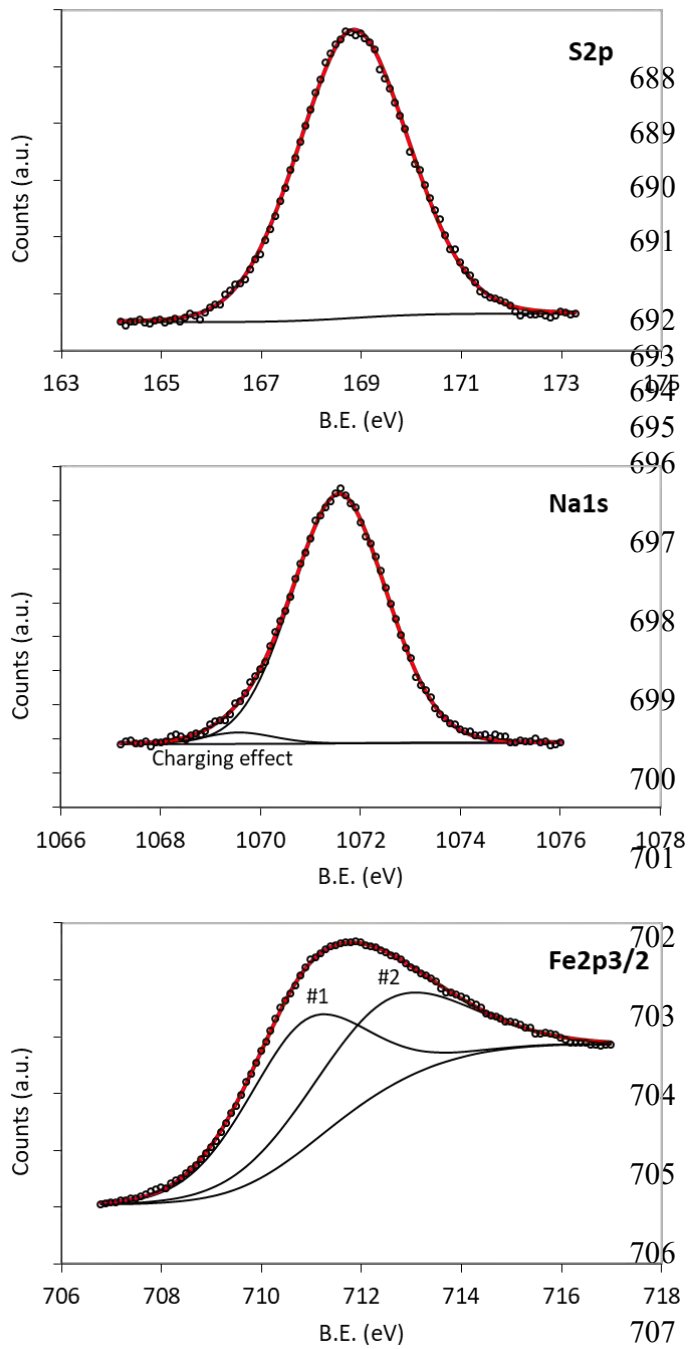 S2p
688
689
690
691
692
693
694
695
696
Counts (a.u.)
163 165 167 169 171 173 175
B.E. (eV)
Na1s
697
698
699
700
701
Counts (a.u.)
Charging effect
1066 1068 1070 1072 1074 1076 1078
B.E. (eV)
702
Fe2p3/2
703
704
705
706
707
#1
#2
Counts (a.u.)
706 708 710 712 714 716 718
B.E. (eV)